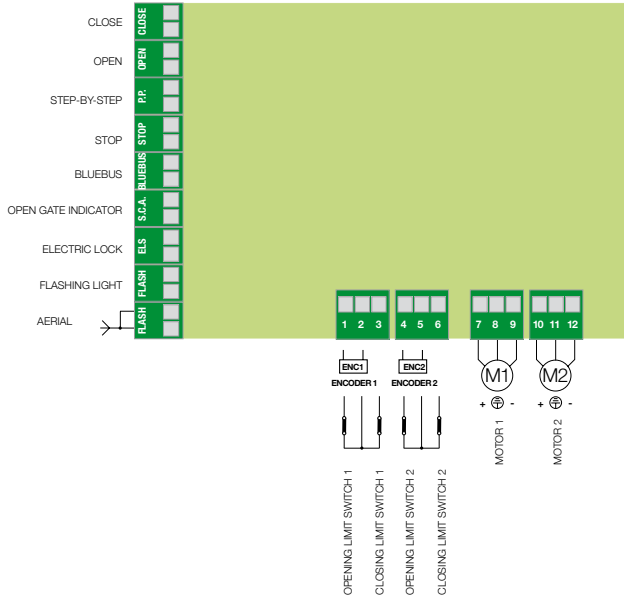 CLOSE CLOSE
OPEN OPEN
STEP-BY-STEP P.P.
STOP STOP
BLUEBUS BLUEBUS
OPEN GATE INDICATOR S.C.A.
ELECTRIC LOCK ELS
FLASHING LIGHT FLASH
AERIAL FLASH
1 2 3 4 5 6 7 8 9 10 11 12
ENC1 ENC2 M1 M2
ENCODER 1 ENCODER 2
+ - + -
MOTOR 1
MOTOR 2
OPENING LIMIT SWITCH 1
CLOSING LIMIT SWITCH 1
OPENING LIMIT SWITCH 2
CLOSING LIMIT SWITCH 2